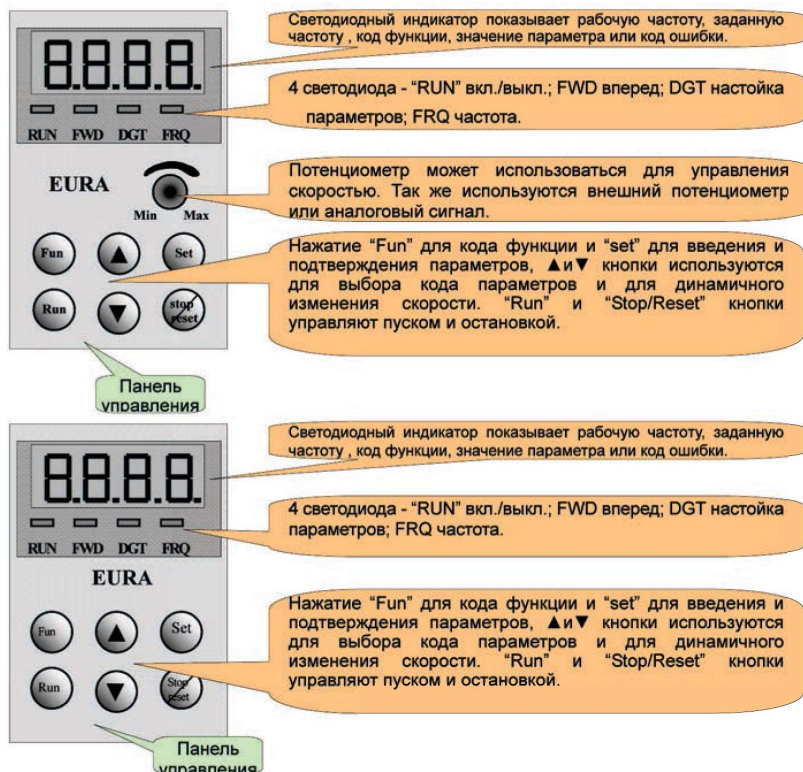 Светодиодный индикатор показывает рабочую частоту, заданную
частоту , код функции, значение параметра или код ошибки.
8.8.8.8.
4 светодиода - “RUN” вкл./выкл.; FWD вперед; DGT настойка
параметров; FRQ частота.
RUN FWD DGT FRQ
Потенциометр может использоваться для управления
скоростью. Так же используются внешний потенциометр
или аналоговый сигнал.
EURA
Min Max
Нажатие “Fun” для кода функции и “set” для введения и
подтверждения параметров, ▲и▼ кнопки используются
для выбора кода параметров и для динамичного
изменения скорости. “Run” и “Stop/Reset” кнопки
управляют пуском и остановкой.
Fun ▲ Set
Run ▼ stop
reset
Панель
управления
Светодиодный индикатор показывает рабочую частоту, заданную
частоту , код функции, значение параметра или код ошибки.
8.8.8.8.
4 светодиода - “RUN” вкл./выкл.; FWD вперед; DGT настойка
параметров; FRQ частота.
RUN FWD DGT FRQ
EURA
Нажатие “Fun” для кода функции и “set” для введения и
подтверждения параметров, ▲и▼ кнопки используются
для выбора кода параметров и для динамичного
изменения скорости. “Run” и “Stop/Reset” кнопки
управляют пуском и остановкой.
Fun ▲ Set
Run ▼ Stop
reset
Панель
управления